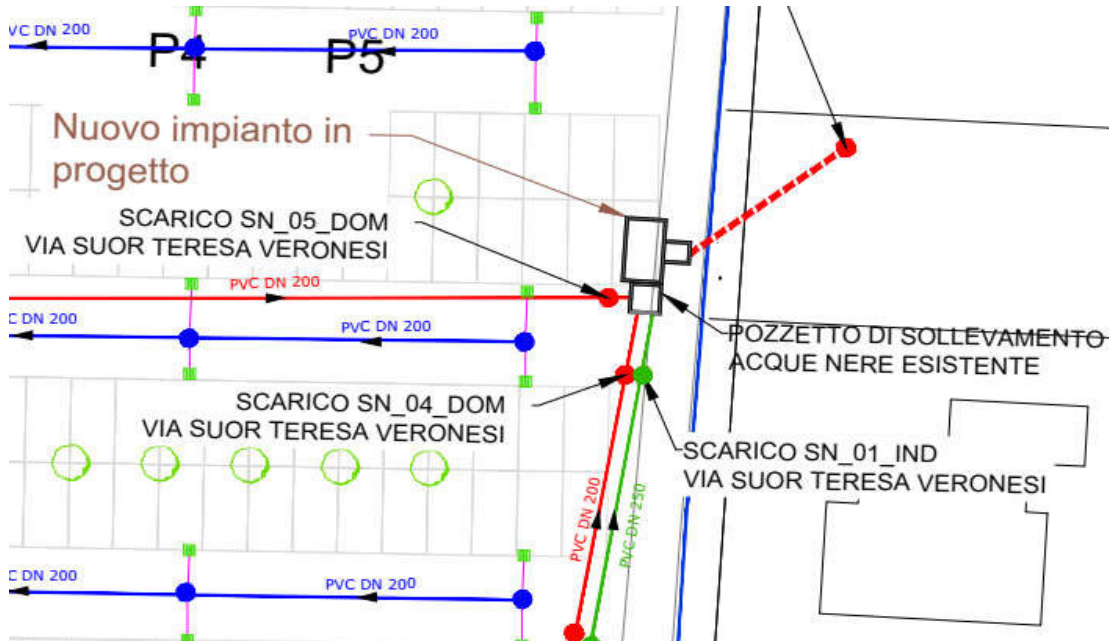 VC DN 200
PVC DN 200
P4
P5
Nuovo impianto in
progetto
SCARICO SN_05_DOM
VIA SUOR TERESA VERONESI
PVC DN 200
C DN 200
PVC DN 200
POZZETTO DI SOLLEVAMENTO
ACQUE NERE ESISTENTE
SCARICO SN_04_DOM
VIA SUOR TERESA VERONESI
SCARICO SN_01_IND
VIA SUOR TERESA VERONESI
PVC DN 200
PVC DN 250
C DN 200
PVC DN 200